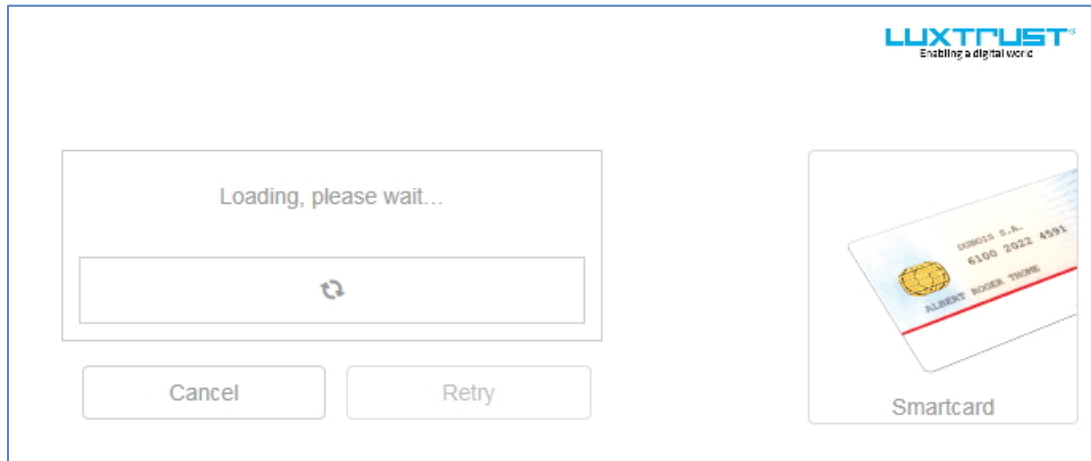 LUXTRUST
Enabling a digital world
Loading, please wait...
Cancel
Retry
DUBOIS S.A.
6100 2022 4591
ALBERT ROGER THOME
Smartcard